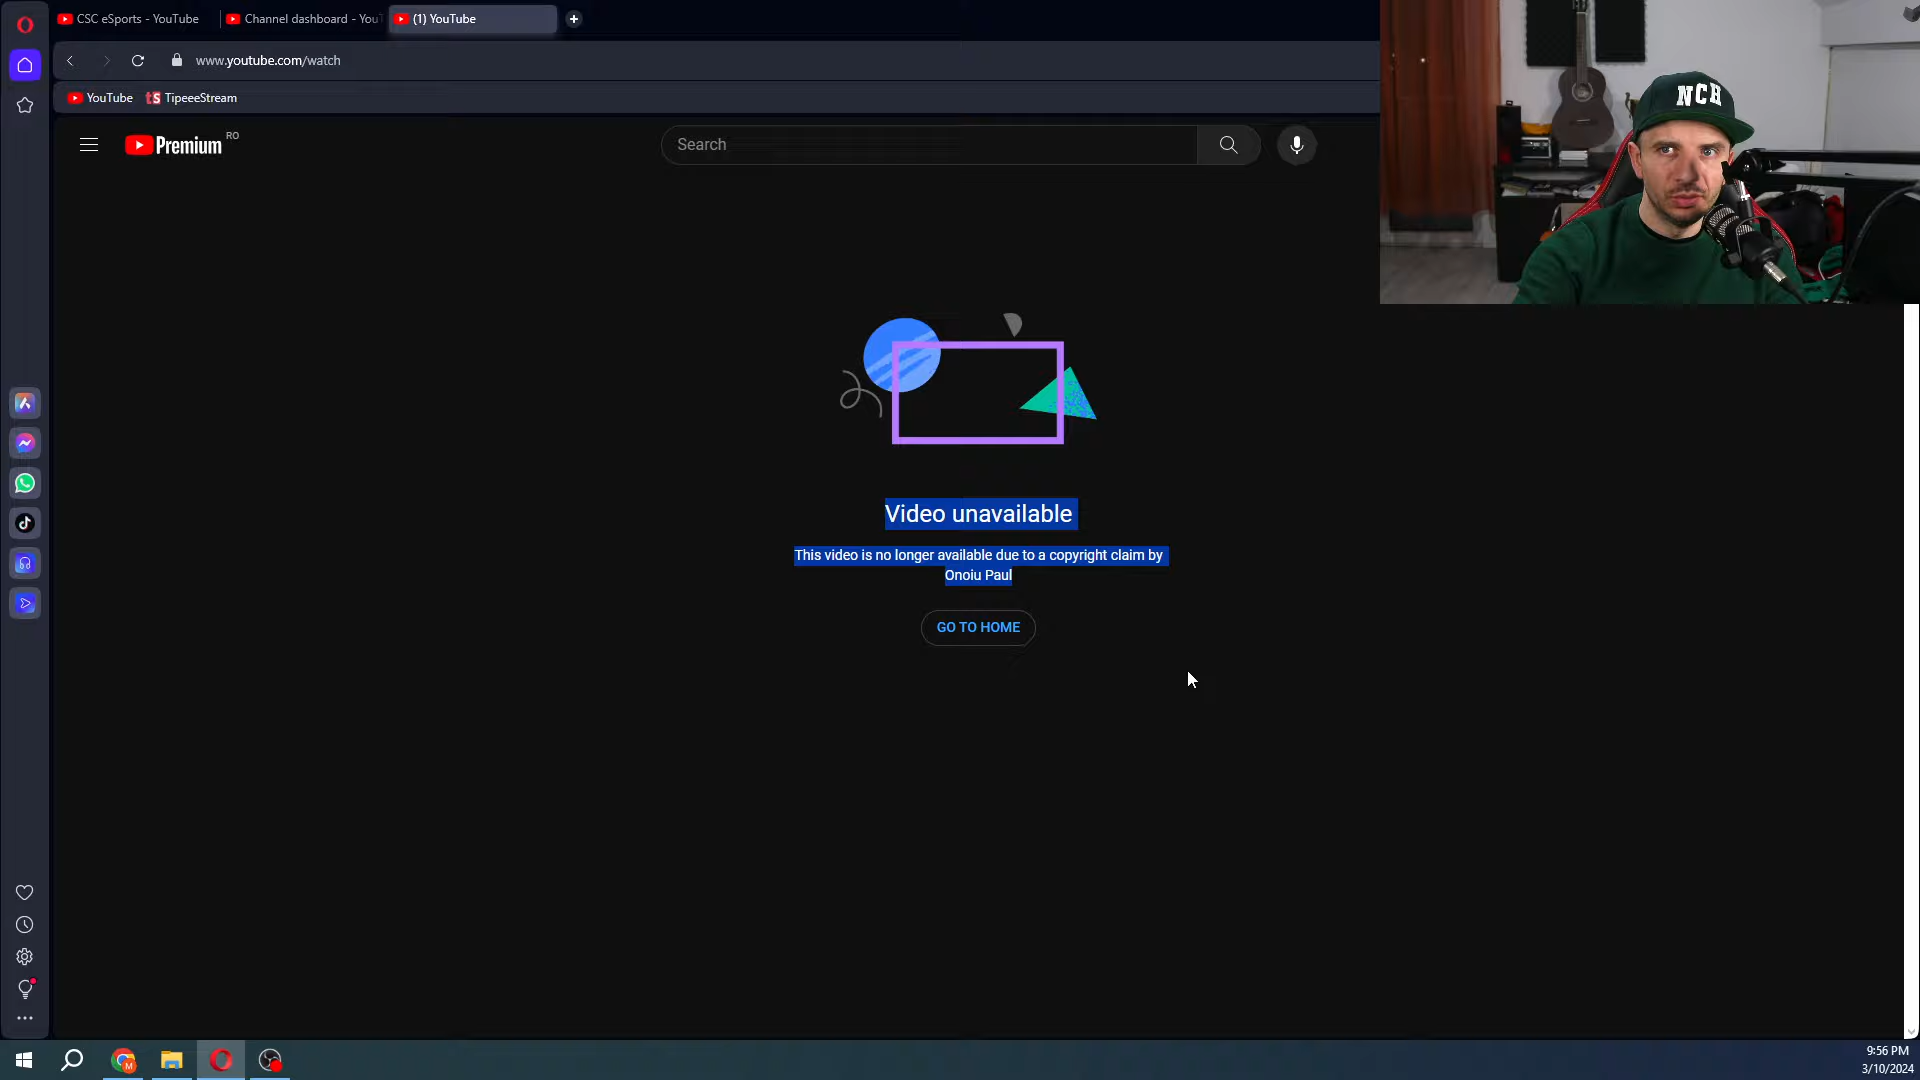 CSC eSports - YouTube
Channel dashboard - You
(1) YouTube
www.youtube.com/watch
YouTube
TipeeeStream
Premium
RO
Search
NCH
Video unavailable
This video is no longer available due to a copyright claim by
Onoiu Paul
GO TO HOME
9:56 PM
3/10/2024